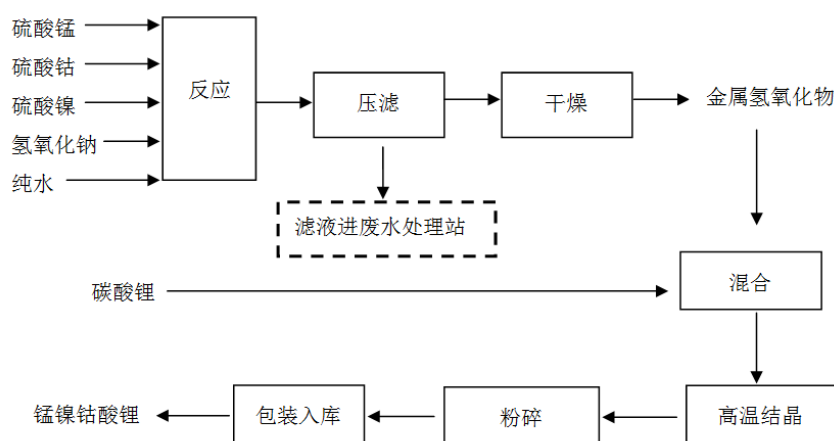 硫酸锰
硫酸钴
硫酸镍
氢氧化钠
纯水
反应
压滤
干燥
金属氢氧化物
滤液进废水处理站
碳酸锂
混合
锰镍钴酸锂
包装入库
粉碎
高温结晶